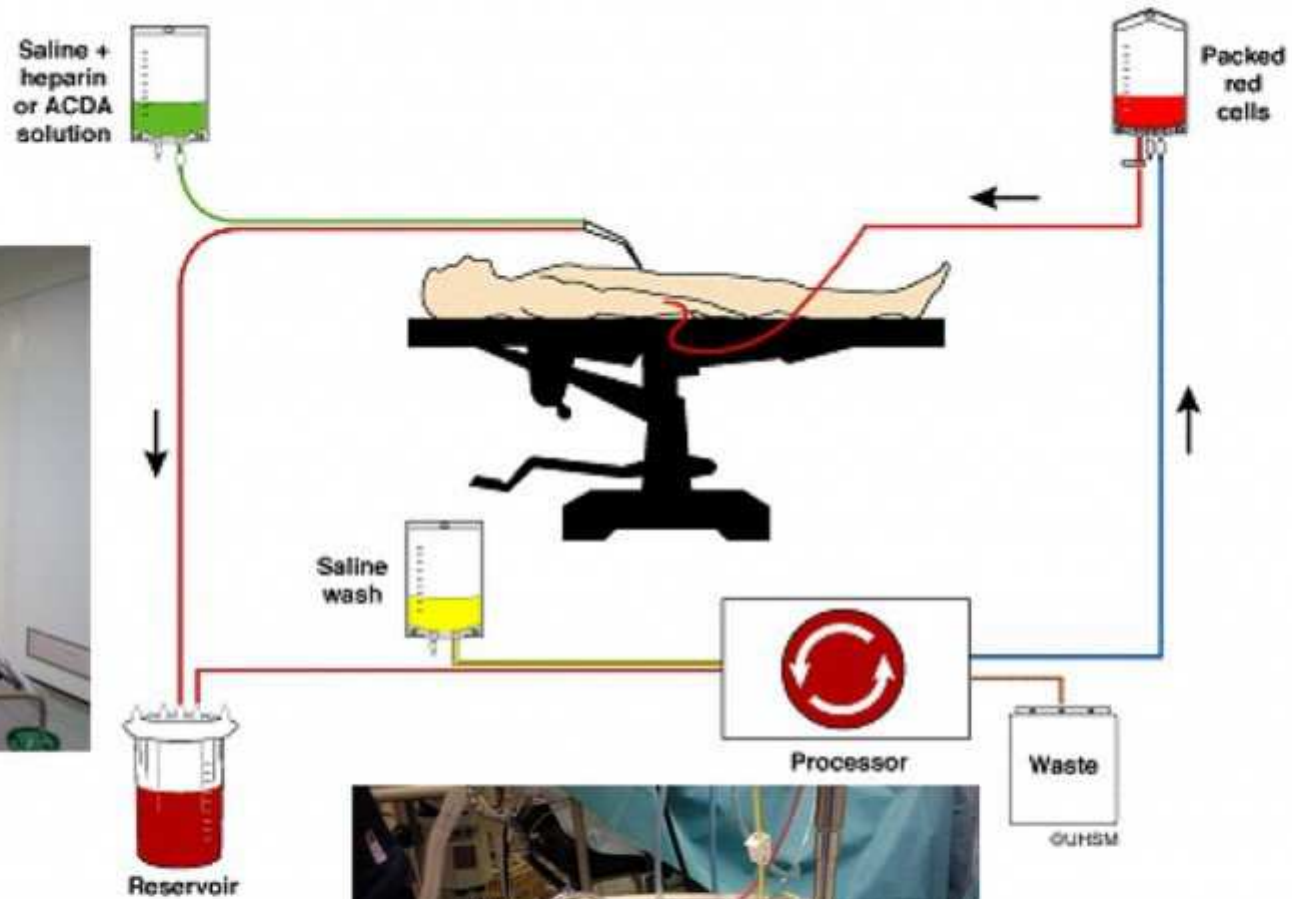 Saline +
heparin
or ACDA
solution
Packed
red
cells
Saline
wash
Processor
Waste
©UHSM
Reservoir